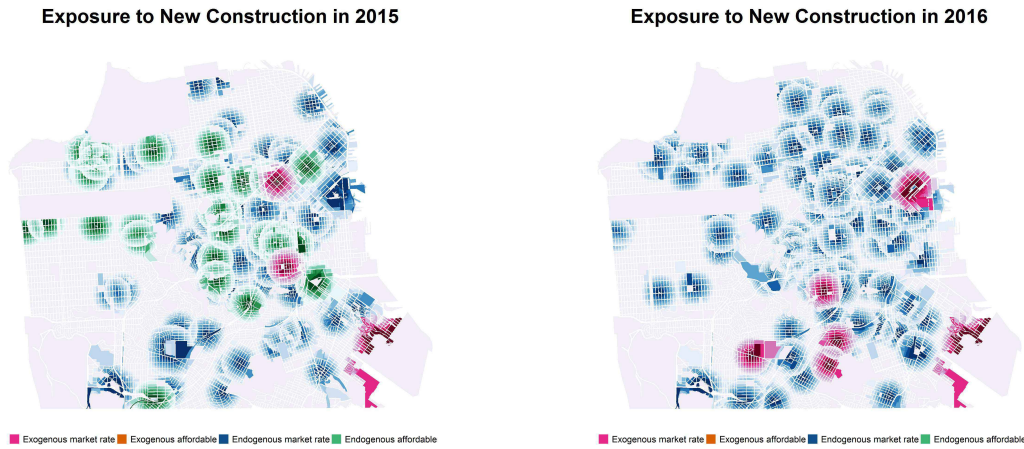 Exposure to New Construction in 2015
Exposure to New Construction in 2016
Exogenous market rate Exogenous affordable Endogenous market rate Endogenous affordable
Exogenous market rate Exogenous affordable Endogenous market rate Endogenous affordable